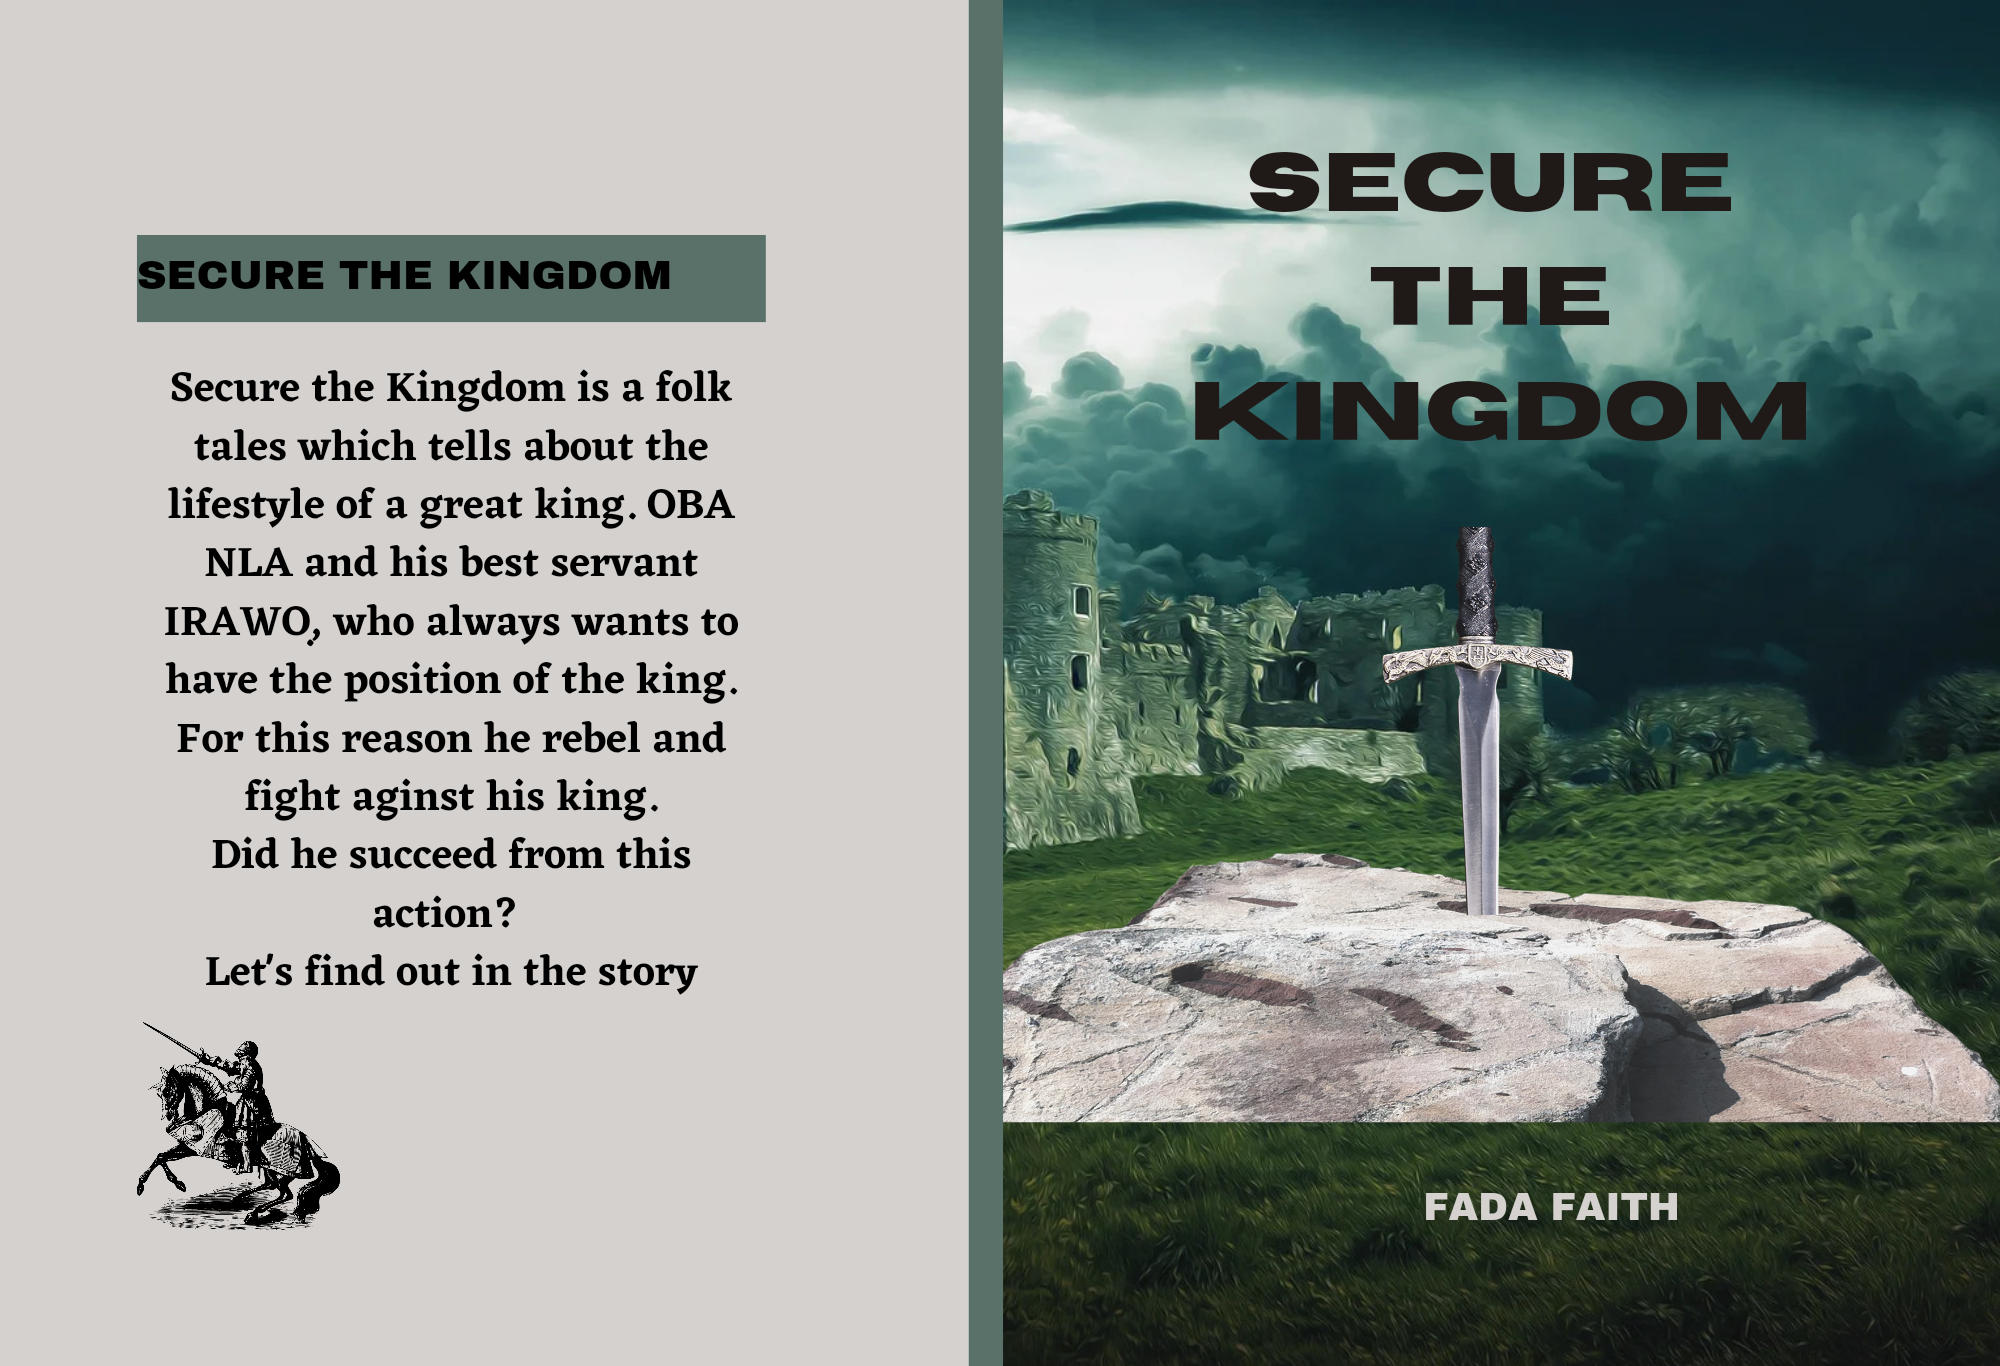 SECURE THE KINGDOM
Secure the Kingdom is a folk
tales which tells about the
lifestyle of a great king. OBA
NLA and his best servant
IRAWO, who always wants to
have the position of the king.
For this reason he rebel and
fight aginst his king.
Did he succeed from this
action?
Let's find out in the story
SECURE
THE
KINGDOM
FADA FAITH